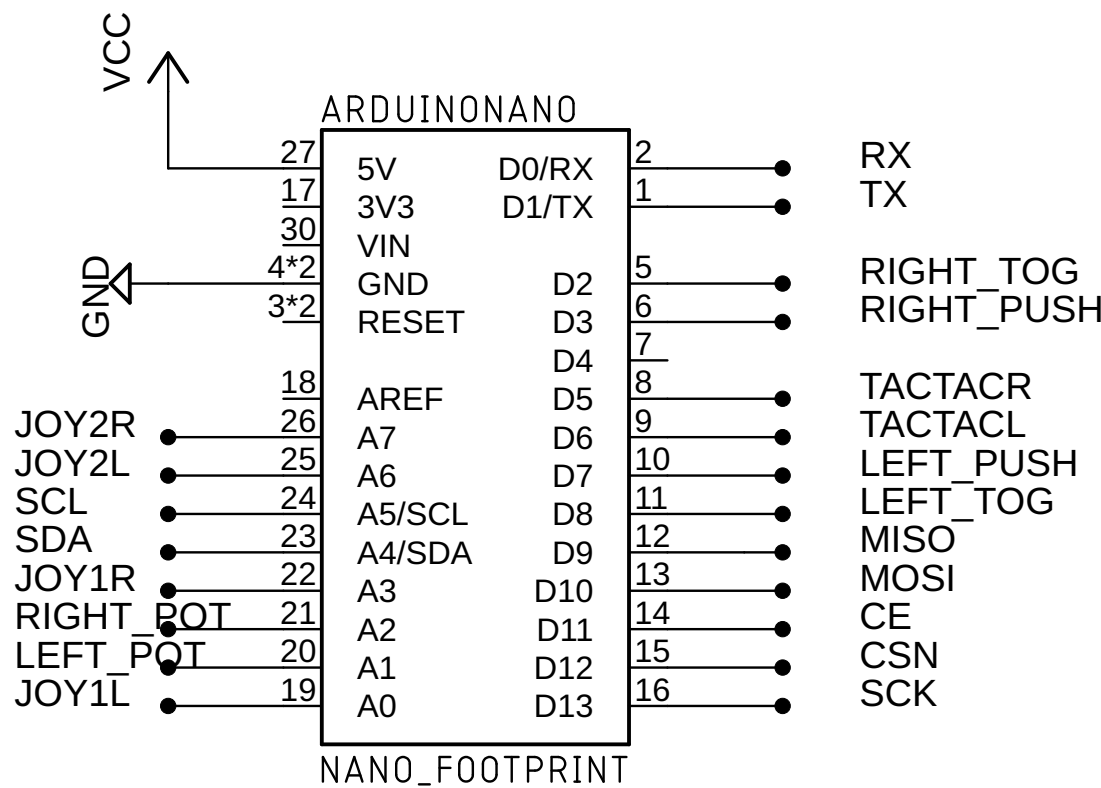 VCC
ARDUINONANO
27 5V D0/RX 2 RX
17 3V3 D1/TX 1 TX
30 VIN
GND 4*2 GND D2 5 RIGHT_TOG
3*2 RESET D3 6 RIGHT_PUSH
D4 7
18 AREF D5 8 TACTACR
JOY2R 26 A7 D6 9 TACTACL
JOY2L 25 A6 D7 10 LEFT_PUSH
SCL 24 A5/SCL D8 11 LEFT_TOG
SDA 23 A4/SDA D9 12 MISO
JOY1R 22 A3 D10 13 MOSI
RIGHT_POT 21 A2 D11 14 CE
LEFT_POT 20 A1 D12 15 CSN
JOY1L 19 A0 D13 16 SCK
NANO_FOOTPRINT